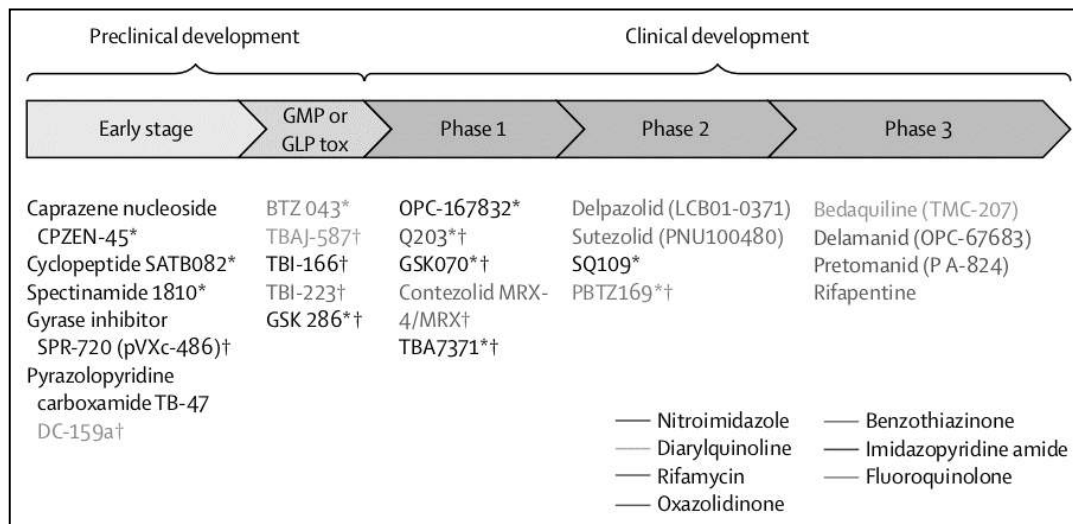 Preclinical development
Clinical development
Early stage
GMP or
GLP tox
Phase 1
Phase 2
Phase 3
Caprazene nucleoside
CPZEN-45*
Cyclopeptide SATB082*
Spectinamide 1810*
Gyrase inhibitor
SPR-720 (pVXc-486)†
Pyrazolopyridine
carboxamide TB-47
DC-159a†
BTZ 043*
TBAJ-587†
TBI-166†
TBI-223†
GSK 286*†
OPC-167832*
Q203*†
GSK070*†
Contezolid MRX-
4/MRX†
TBA7371*†
Delpazolid (LCB01-0371)
Sutezolid (PNU100480)
SQ109*
PBTZ169*†
Bedaquiline (TMC-207)
Delamanid (OPC-67683)
Pretomanid (P A-824)
Rifapentine
Nitroimidazole
Diarylquinoline
Rifamycin
Oxazolidinone
Benzothiazinone
Imidazopyridine amide
Fluoroquinolone